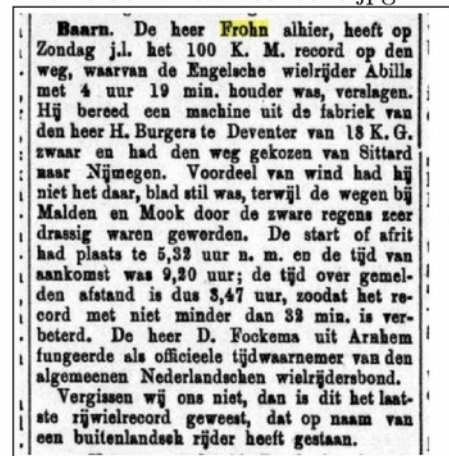 Baarn. De heer Frohn alhier, heeft op
Zondag j.l. het 100 K. M. record op den
weg, waarvan de Engelsche wielrijder Abills
met 4 uur 19 min. houder was, verslagen.
Hij bereed een machine uit de fabriek van
den heer H. Burgers te Deventer van 18 K. G.
zwaar en had den weg gekozen van Sittard
naar Nijmegen. Voordeel van wind had hij
niet het daar, blad stil was, terwijl de wegen bij
Malden en Mook door de zware regens zeer
drassig waren geworden. De start of afrit
had plaats te 5,32 uur n. m. en de tijd van
aankomst was 9,20 uur; de tijd over gemel-
den afstand is dus 3,47 uur, zoodat het re-
cord met niet minder dan 32 min. is ver-
beterd. De heer D. Fockema uit Arnhem
fungeerde als officieele tijdwaarnemer van den
algemeenen Nederlandschen wielrijdersbond.
Vergissen wij ons niet, dan is dit het laat-
ste rijwielrecord geweest, dat op naam van
een buitenlandsch rijder heeft gestaan.